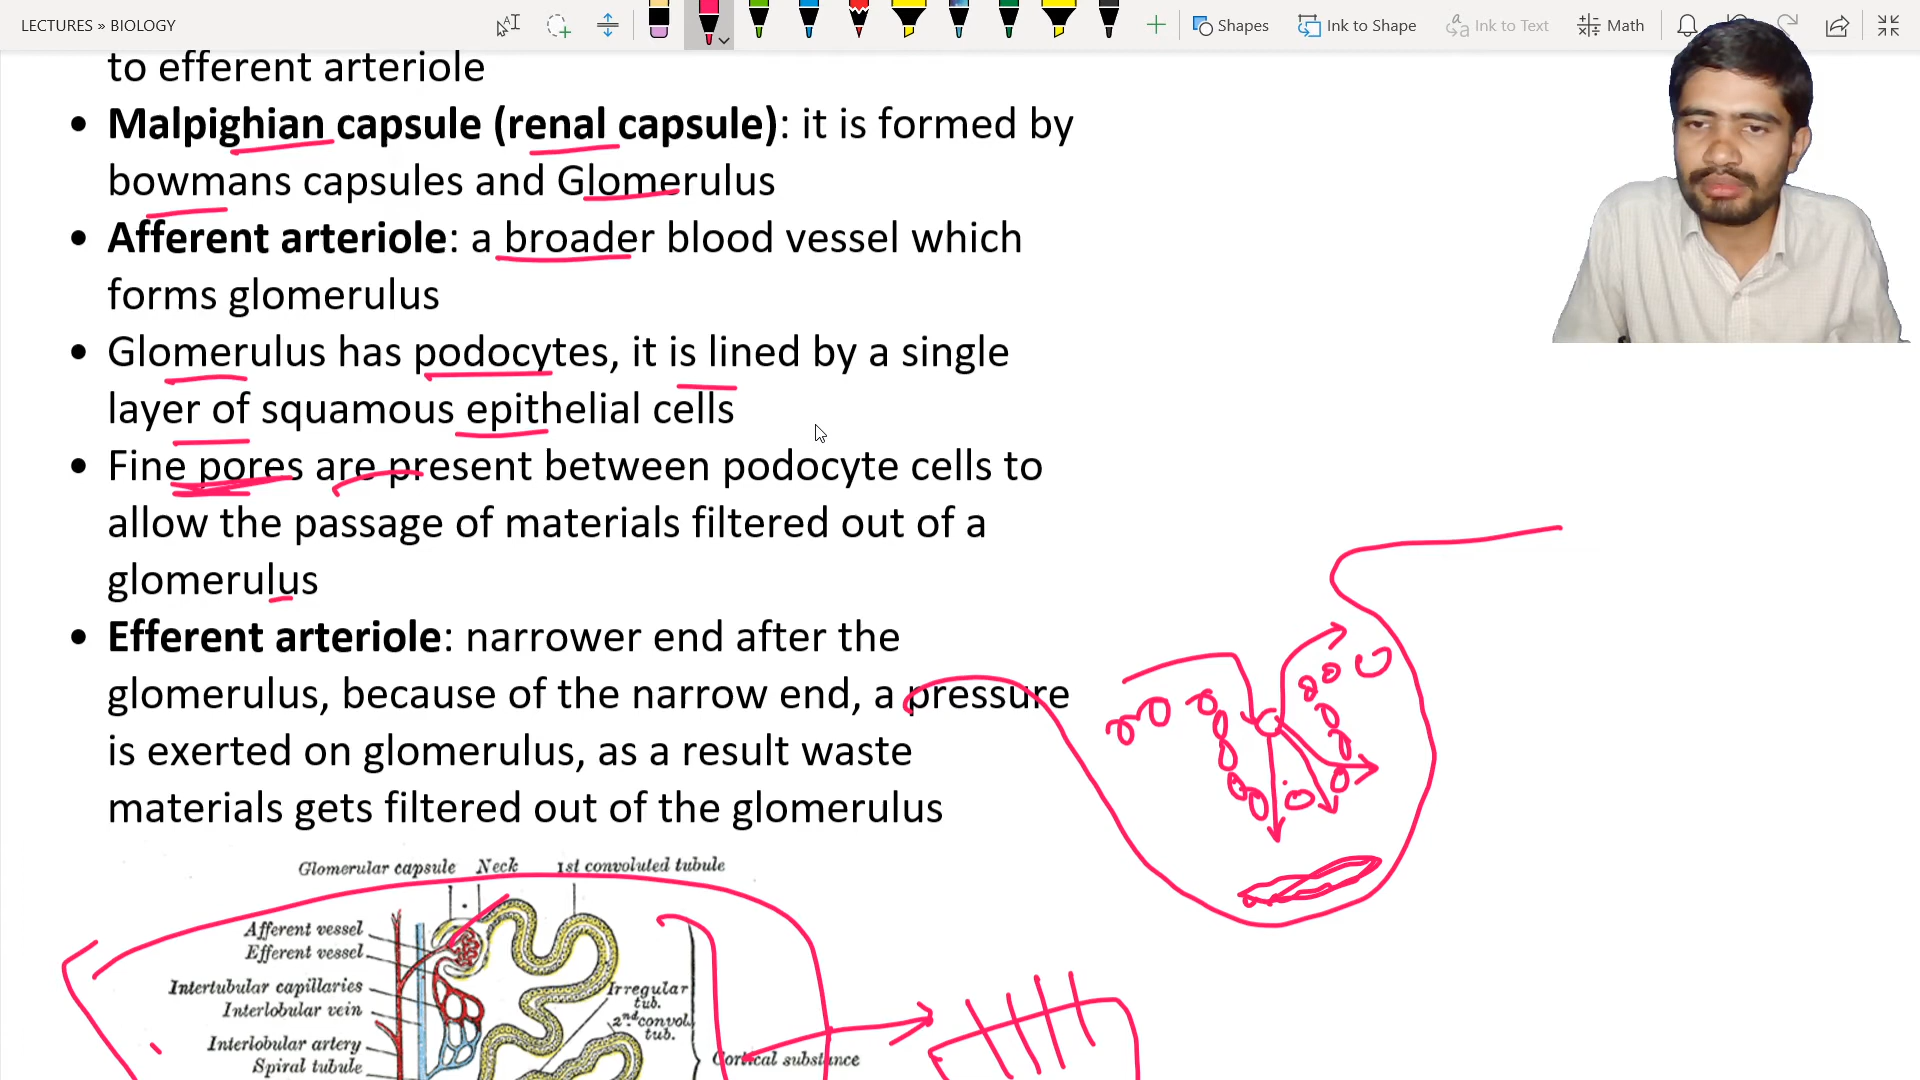 LECTURES » BIOLOGY
Shapes
Ink to Shape
Ink to Text
Math
to efferent arteriole
• Malpighian capsule (renal capsule): it is formed by
bowmans capsules and Glomerulus
• Afferent arteriole: a broader blood vessel which
forms glomerulus
• Glomerulus has podocytes, it is lined by a single
layer of squamous epithelial cells
• Fine pores are present between podocyte cells to
allow the passage of materials filtered out of a
glomerulus
• Efferent arteriole: narrower end after the
glomerulus, because of the narrow end, a pressure
is exerted on glomerulus, as a result waste
materials gets filtered out of the glomerulus
Glomerular capsule Neck 1st convoluted tubule
Afferent vessel
Efferent vessel
Intertubular capillaries
Interlobular vein
Irregular
tub.
2nd convol.
tub.
Interlobular artery
Spiral tubule
Cortical substance